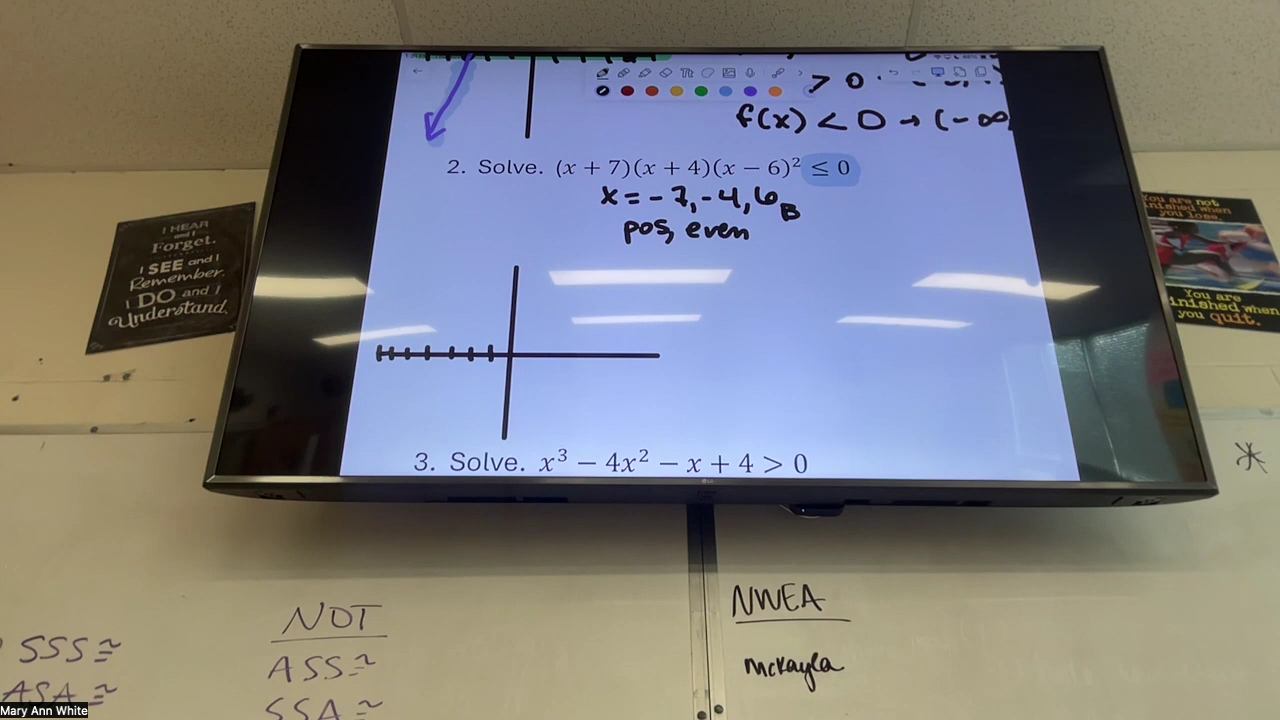 > 0
f(x) < 0 → (-∞,
2. Solve. (x + 7)(x + 4)(x − 6)² ≤ 0
x = -7, -4, 6 B
pos, even
3. Solve. x³ − 4x² − x + 4 > 0
I HEAR
and I
Forget.
I SEE and I
Remember.
I DO and I
Understand.
You are not
finished when
you lose.
You are
finished when
you quit.
LG
SSS ≅
ASA ≅
NOT
ASS ≅
SSA ≅
NWEA
McKayla
Mary Ann White